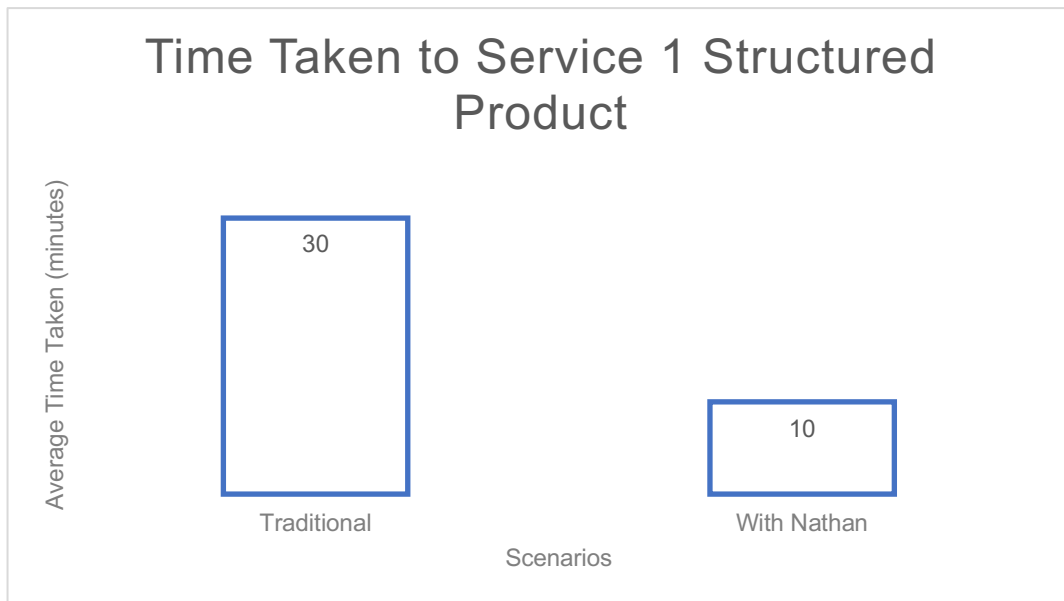 Time Taken to Service 1 Structured
Product
Average Time Taken (minutes)
30
10
Traditional
With Nathan
Scenarios